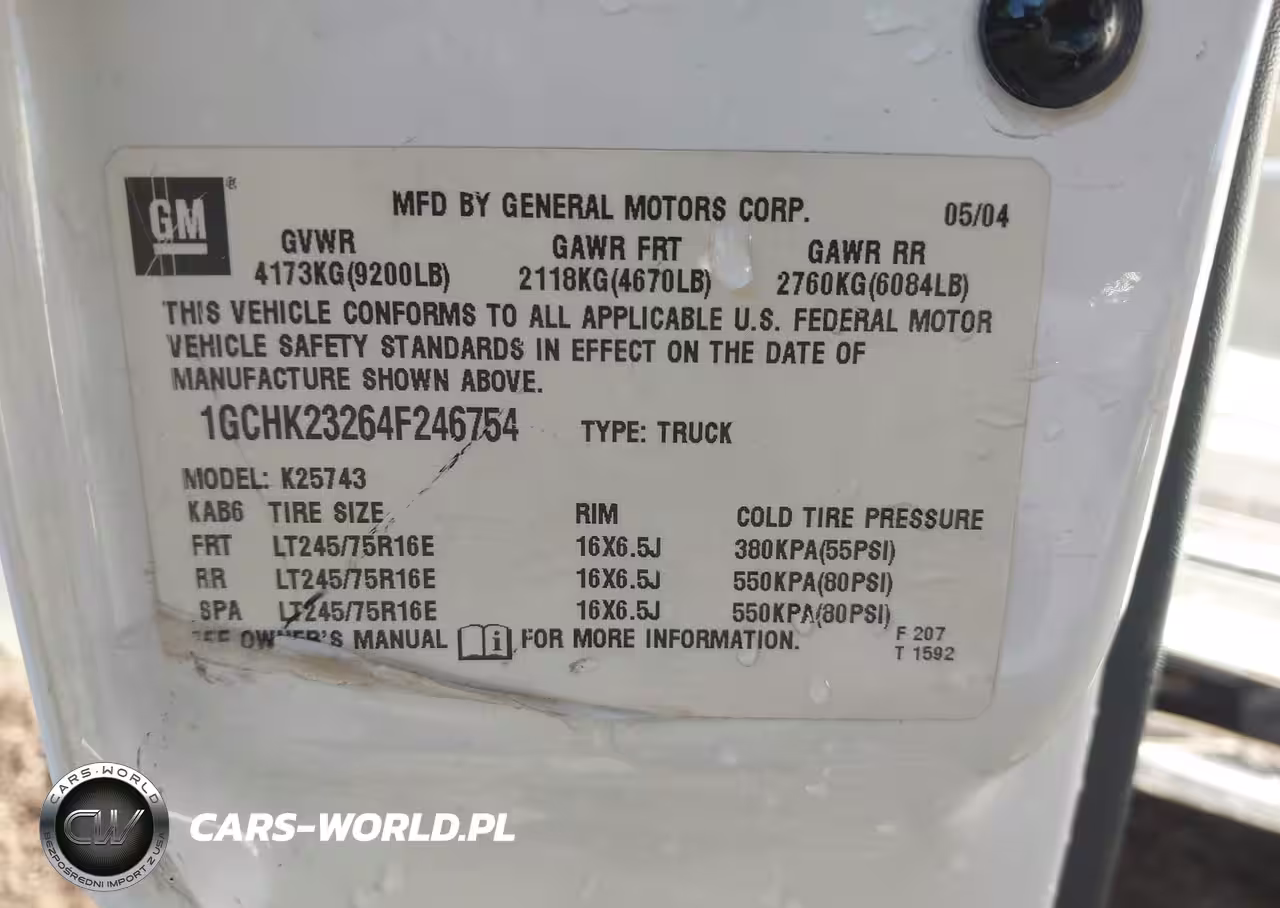 GM®
MFD BY GENERAL MOTORS CORP. 05/04
GVWR GAWR FRT GAWR RR
4173KG(9200LB) 2118KG(4670LB) 2760KG(6084LB)
THIS VEHICLE CONFORMS TO ALL APPLICABLE U.S. FEDERAL MOTOR
VEHICLE SAFETY STANDARDS IN EFFECT ON THE DATE OF
MANUFACTURE SHOWN ABOVE.
1GCHK23264F246754 TYPE: TRUCK
MODEL: K25743
KAB6 TIRE SIZE RIM COLD TIRE PRESSURE
FRT LT245/75R16E 16X6.5J 380KPA(55PSI)
RR LT245/75R16E 16X6.5J 550KPA(80PSI)
SPA LT245/75R16E 16X6.5J 550KPA(80PSI)
SEE OWNER'S MANUAL i FOR MORE INFORMATION.
F 207
T 1592
CARS-WORLD
CW
BEZPOŚREDNI IMPORT Z USA
CARS-WORLD.PL